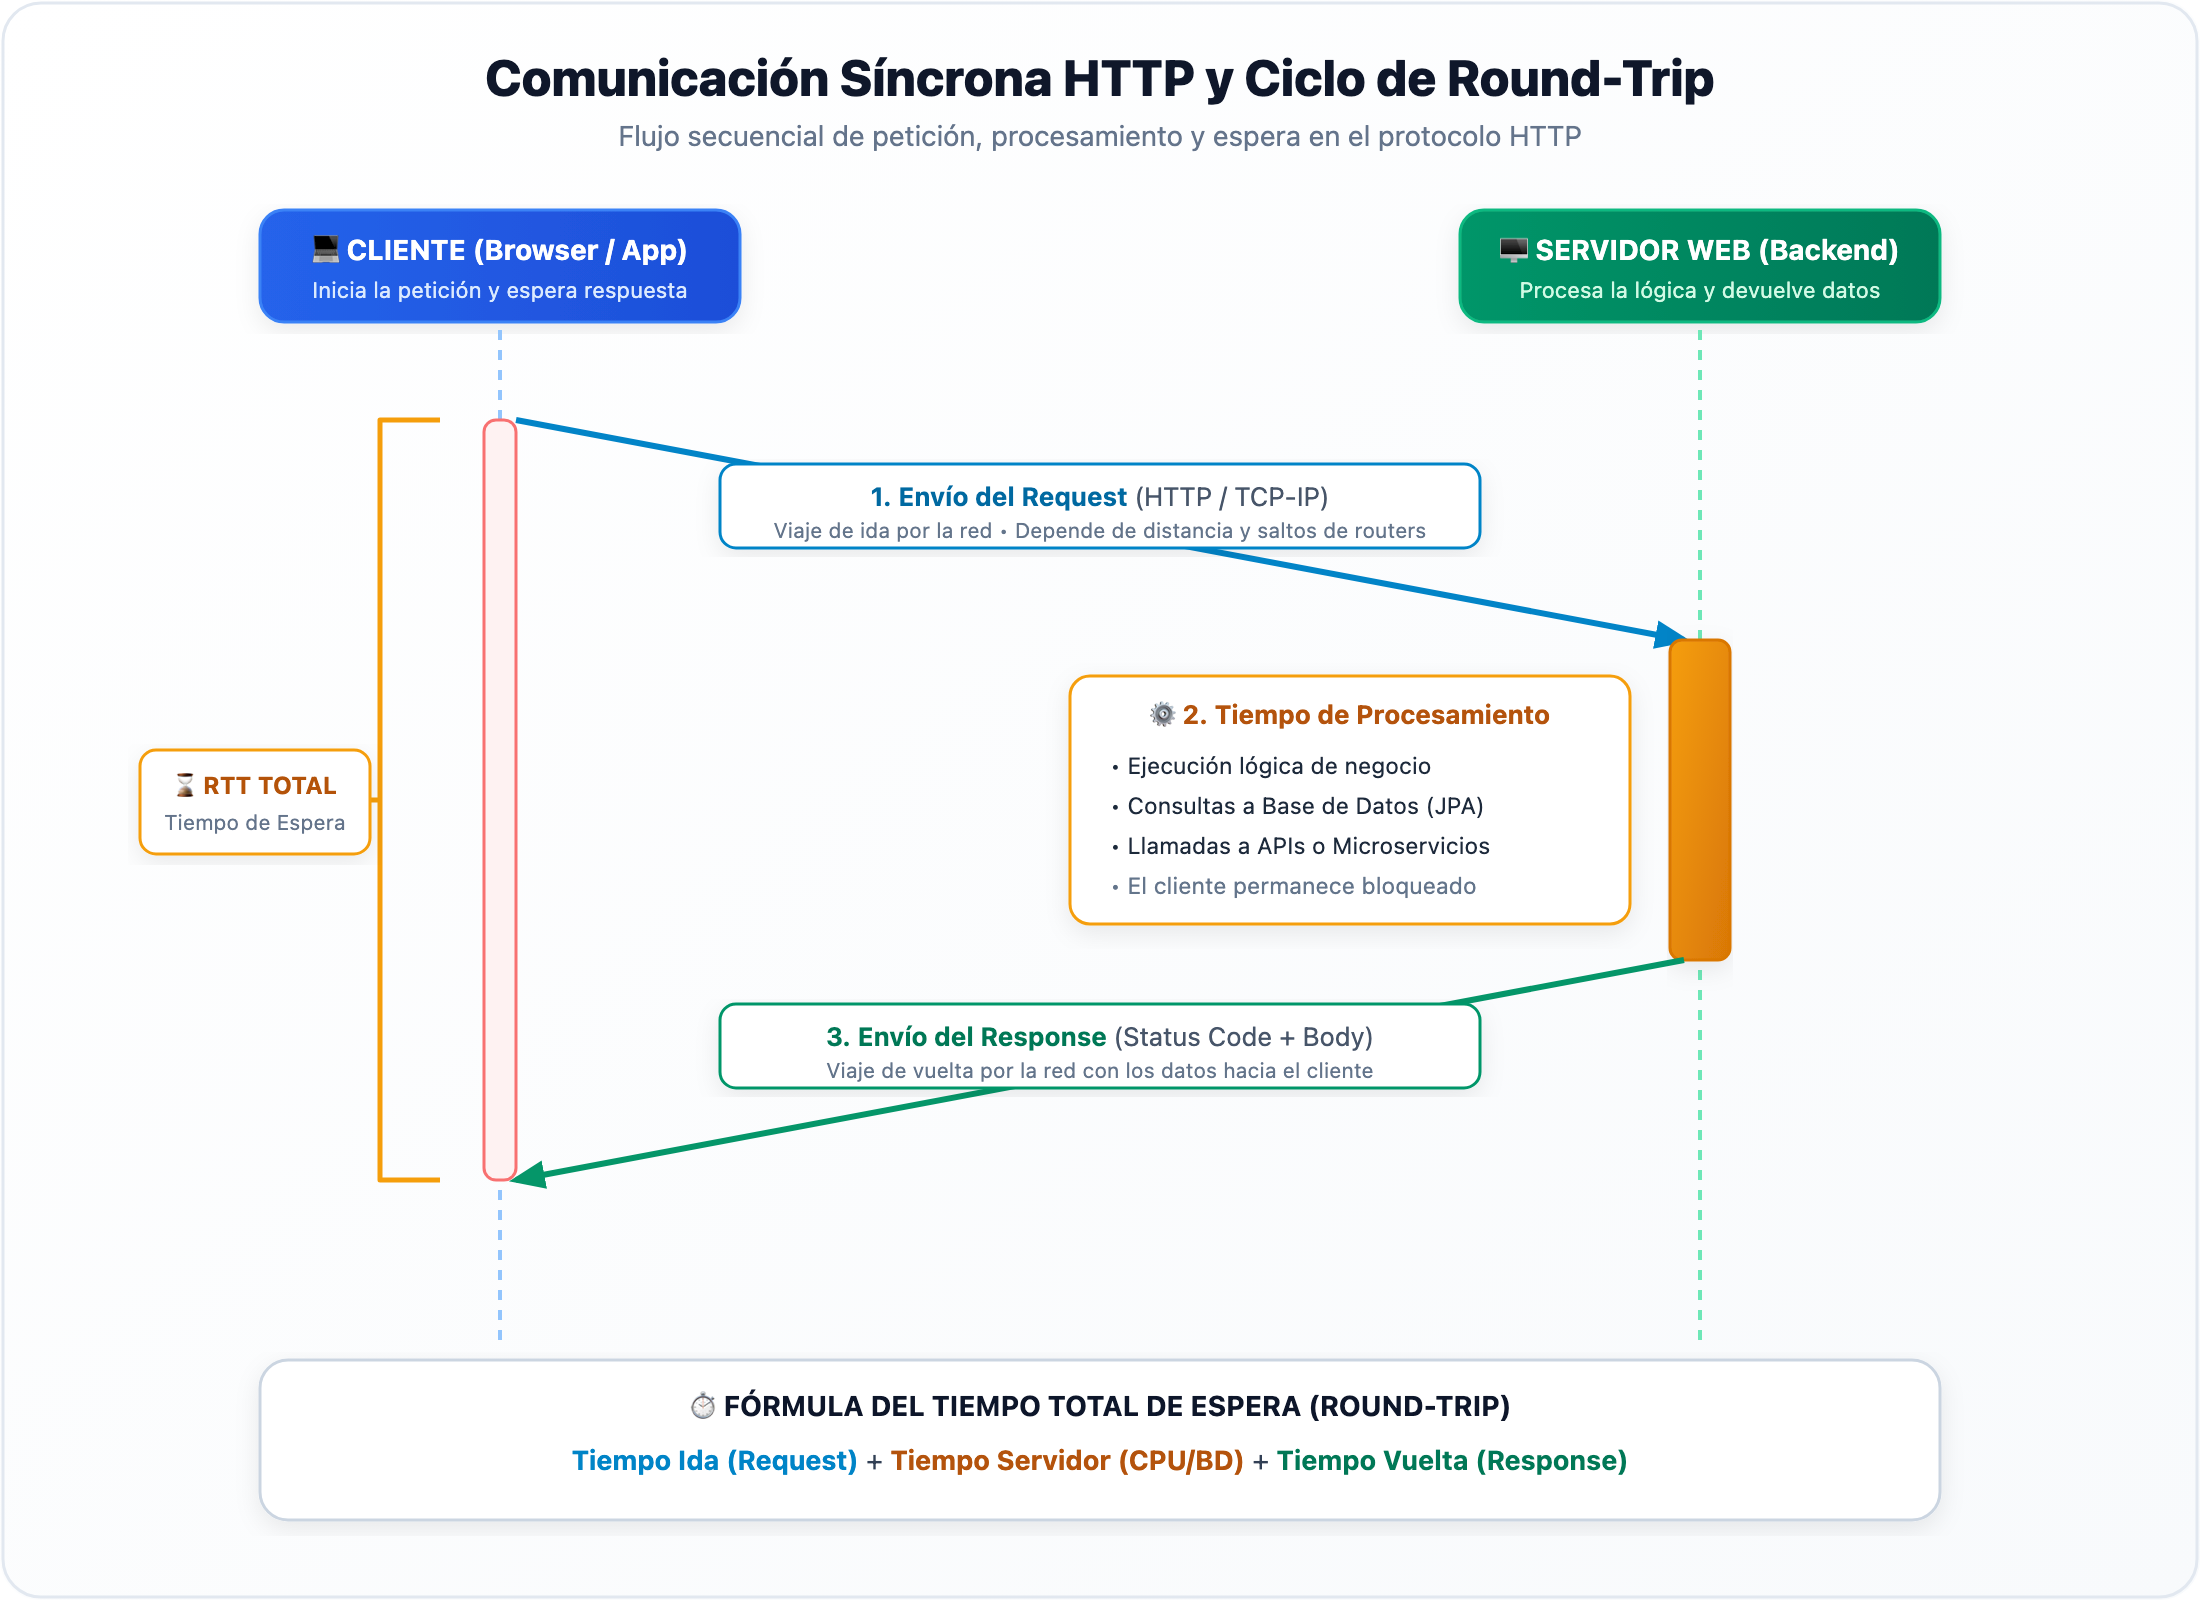 Comunicación Síncrona HTTP y Ciclo de Round-Trip
Flujo secuencial de petición, procesamiento y espera en el protocolo HTTP
💻 CLIENTE (Browser / App)
Inicia la petición y espera respuesta
🖥️ SERVIDOR WEB (Backend)
Procesa la lógica y devuelve datos
1. Envío del Request (HTTP / TCP-IP)
Viaje de ida por la red • Depende de distancia y saltos de routers
⚙️ 2. Tiempo de Procesamiento
• Ejecución lógica de negocio
• Consultas a Base de Datos (JPA)
• Llamadas a APIs o Microservicios
• El cliente permanece bloqueado
⏳ RTT TOTAL
Tiempo de Espera
3. Envío del Response (Status Code + Body)
Viaje de vuelta por la red con los datos hacia el cliente
⏱️ FÓRMULA DEL TIEMPO TOTAL DE ESPERA (ROUND-TRIP)
Tiempo Ida (Request) + Tiempo Servidor (CPU/BD) + Tiempo Vuelta (Response)